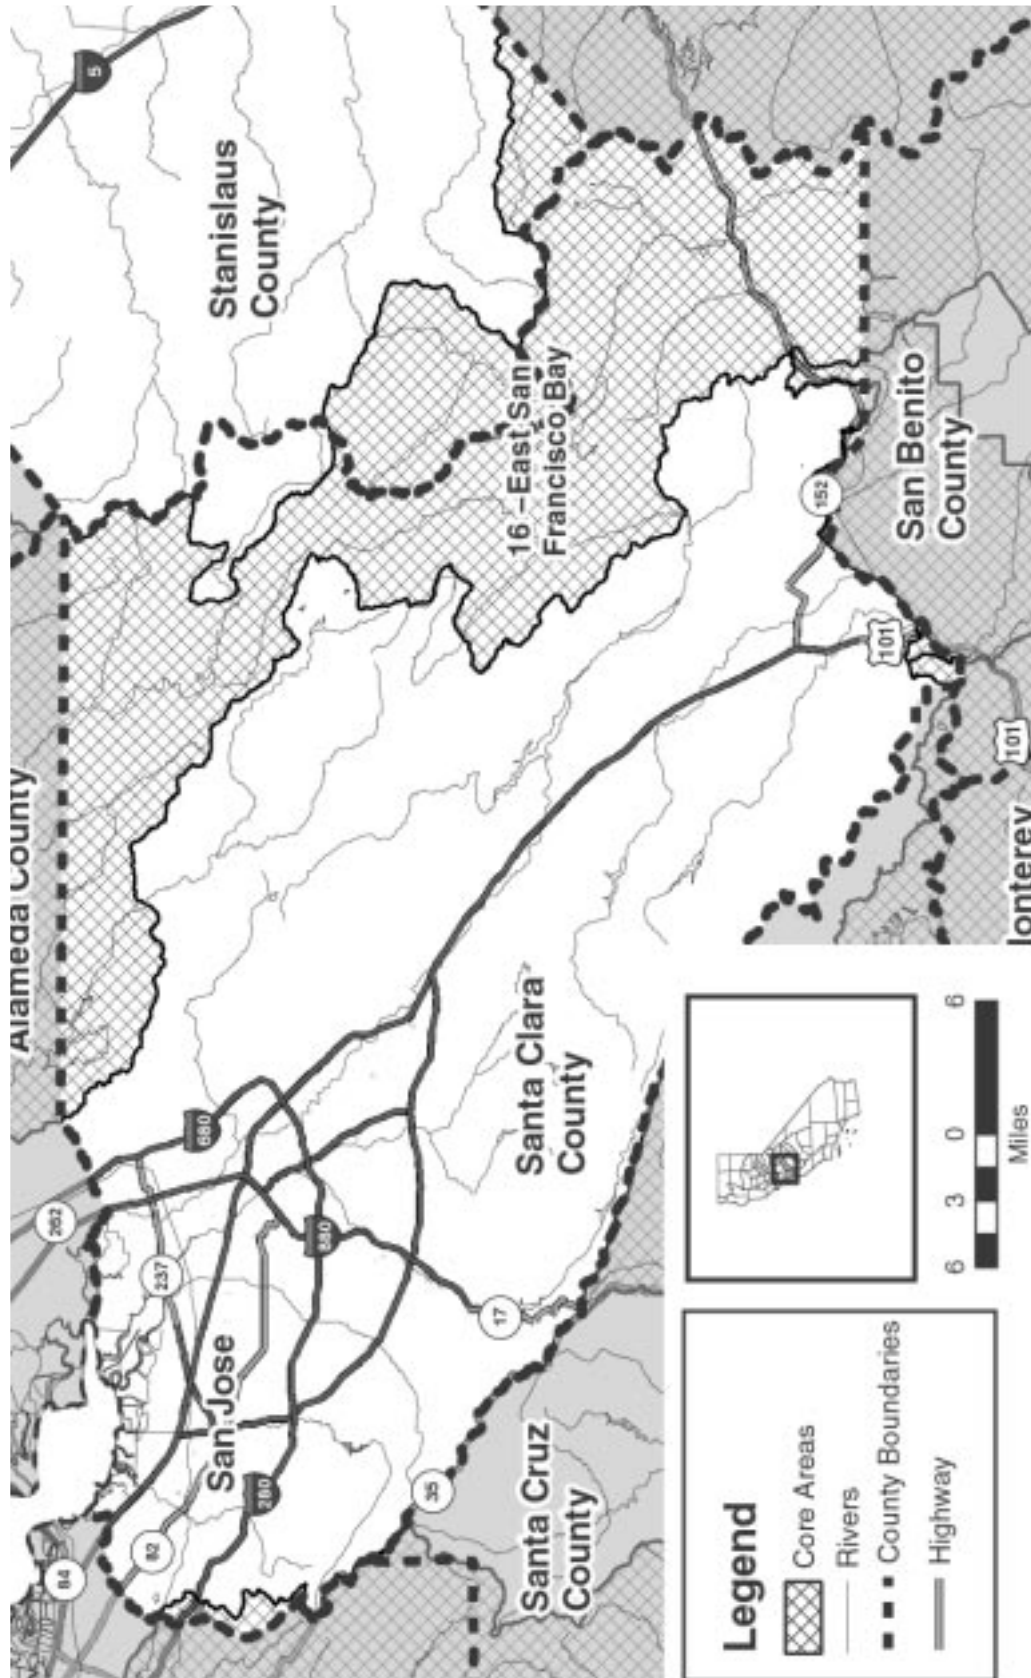 Alameda County
Stanislaus
County
5
16 –East San
Francisco Bay
262
680
237
84
82
San Jose
280
880
17
35
Santa Clara
County
Santa Cruz
County
152
101
San Benito
County
101
Legend
Core Areas
Rivers
County Boundaries
Highway
6
3
0
6
Miles